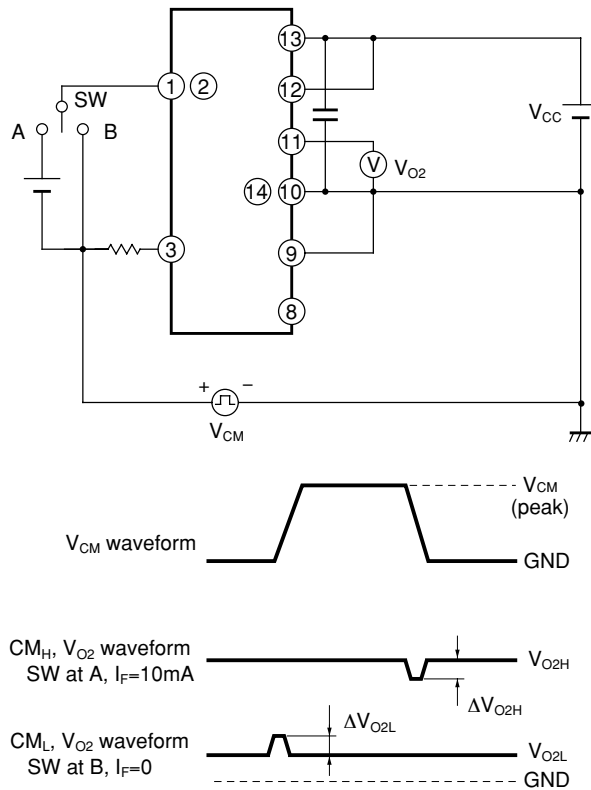 13
1
2
12
SW
A
B
11
V
VO2
VCC
14
10
3
9
8
+
−
VCM
VCM
(peak)
VCM waveform
GND
CMH, VO2 waveform
SW at A, IF=10mA
VO2H
ΔVO2H
ΔVO2L
CML, VO2 waveform
SW at B, IF=0
VO2L
GND